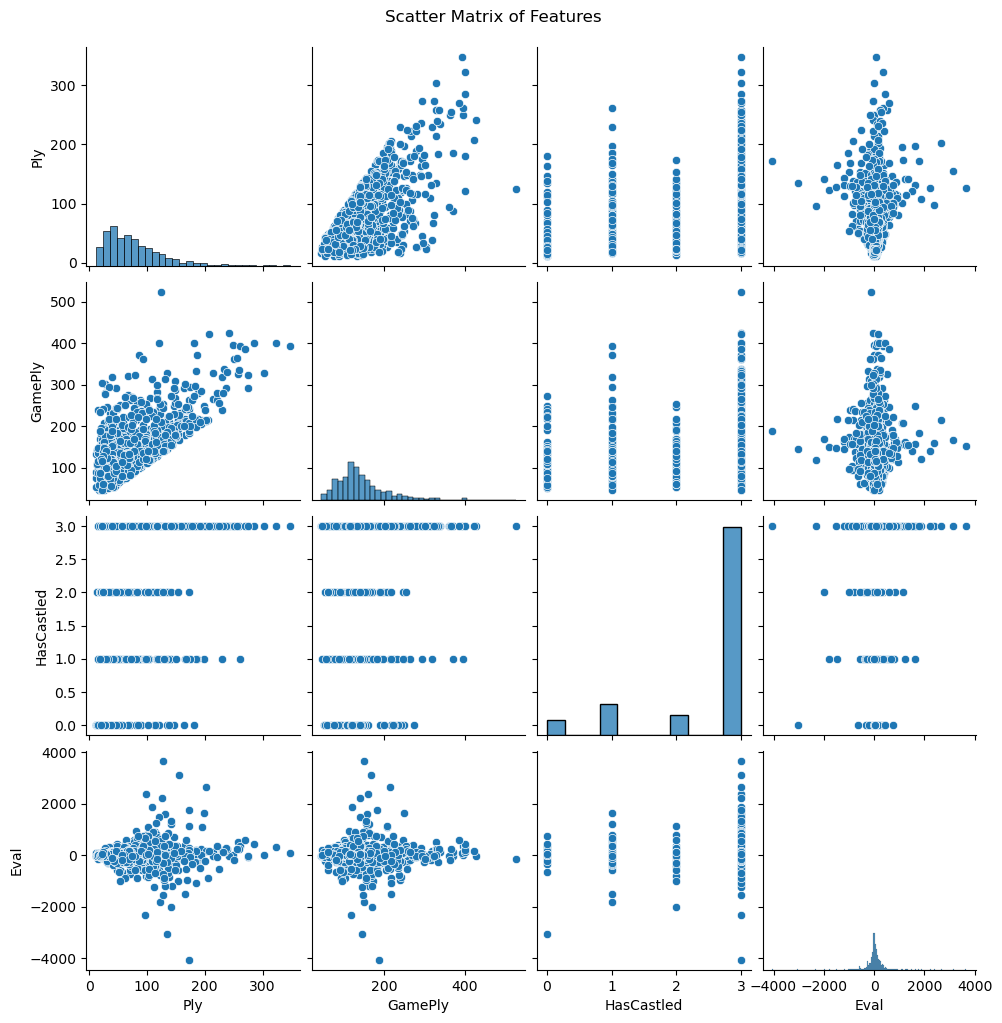 Scatter Matrix of Features
300
200
100
0
Ply
500
400
300
200
100
GamePly
3.0
2.5
2.0
1.5
1.0
0.5
0.0
HasCastled
4000
2000
0
−2000
−4000
Eval
0 100 200 300
200 400
0 1 2 3
−4000 −2000 0 2000 4000
Ply GamePly HasCastled Eval